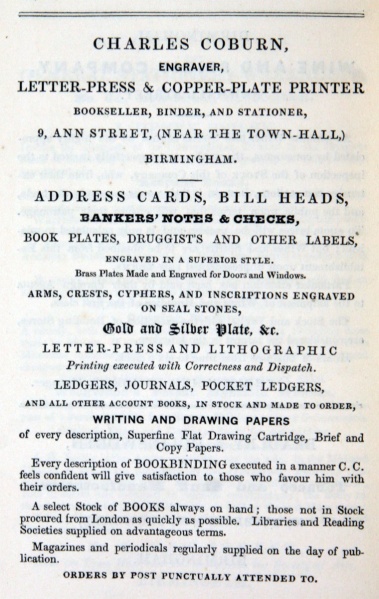 CHARLES COBURN,
ENGRAVER,
LETTER-PRESS & COPPER-PLATE PRINTER
BOOKSELLER, BINDER, AND STATIONER,
9, ANN STREET, (NEAR THE TOWN-HALL,)
BIRMINGHAM.
ADDRESS CARDS, BILL HEADS,
BANKERS' NOTES & CHECKS,
BOOK PLATES, DRUGGIST'S AND OTHER LABELS,
ENGRAVED IN A SUPERIOR STYLE.
Brass Plates Made and Engraved for Doors and Windows.
ARMS, CRESTS, CYPHERS, AND INSCRIPTIONS ENGRAVED
ON SEAL STONES,
Gold and Silver Plate, &c.
LETTER-PRESS AND LITHOGRAPHIC
Printing executed with Correctness and Dispatch.
LEDGERS, JOURNALS, POCKET LEDGERS,
AND ALL OTHER ACCOUNT BOOKS, IN STOCK AND MADE TO ORDER,
WRITING AND DRAWING PAPERS
of every description, Superfine Flat Drawing Cartridge, Brief and
Copy Papers.
Every description of BOOKBINDING executed in a manner C. C.
feels confident will give satisfaction to those who favour him with
their orders.
A select Stock of BOOKS always on hand; those not in Stock
procured from London as quickly as possible. Libraries and Reading
Societies supplied on advantageous terms.
Magazines and periodicals regularly supplied on the day of pub-
lication.
ORDERS BY POST PUNCTUALLY ATTENDED TO.